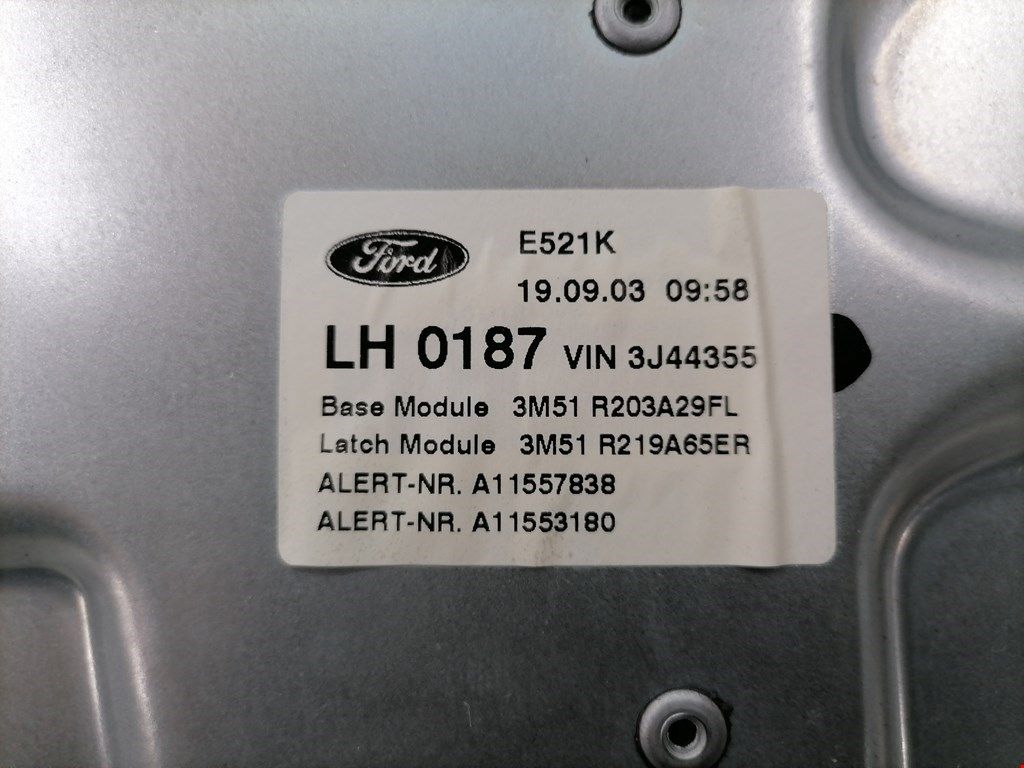 Ford
E521K
19.09.03 09:58
LH 0187 VIN 3J44355
Base Module 3M51 R203A29FL
Latch Module 3M51 R219A65ER
ALERT-NR. A11557838
ALERT-NR. A11553180